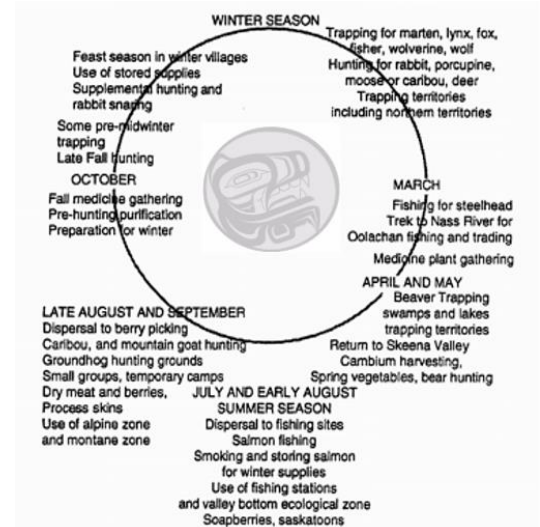 WINTER SEASON
Trapping for marten, lynx, fox,
fisher, wolverine, wolf
Hunting for rabbit, porcupine,
moose or caribou, deer
Trapping territories
including northern territories
MARCH
Fishing for steelhead
Trek to Nass River for
Oolachan fishing and trading
Medicine plant gathering
APRIL AND MAY
Beaver Trapping
swamps and lakes
trapping territories
Return to Skeena Valley
Cambium harvesting,
Spring vegetables, bear hunting
JULY AND EARLY AUGUST
SUMMER SEASON
Dispersal to fishing sites
Salmon fishing
Smoking and storing salmon
for winter supplies
Use of fishing stations
and valley bottom ecological zone
Soapberries, saskatoons
LATE AUGUST AND SEPTEMBER
Dispersal to berry picking
Caribou, and mountain goat hunting
Groundhog hunting grounds
Small groups, temporary camps
Dry meat and berries,
Process skins
Use of alpine zone
and montane zone
OCTOBER
Fall medicine gathering
Pre-hunting purification
Preparation for winter
Some pre-midwinter
trapping
Late Fall hunting
Feast season in winter villages
Use of stored supplies
Supplemental hunting and
rabbit snaring